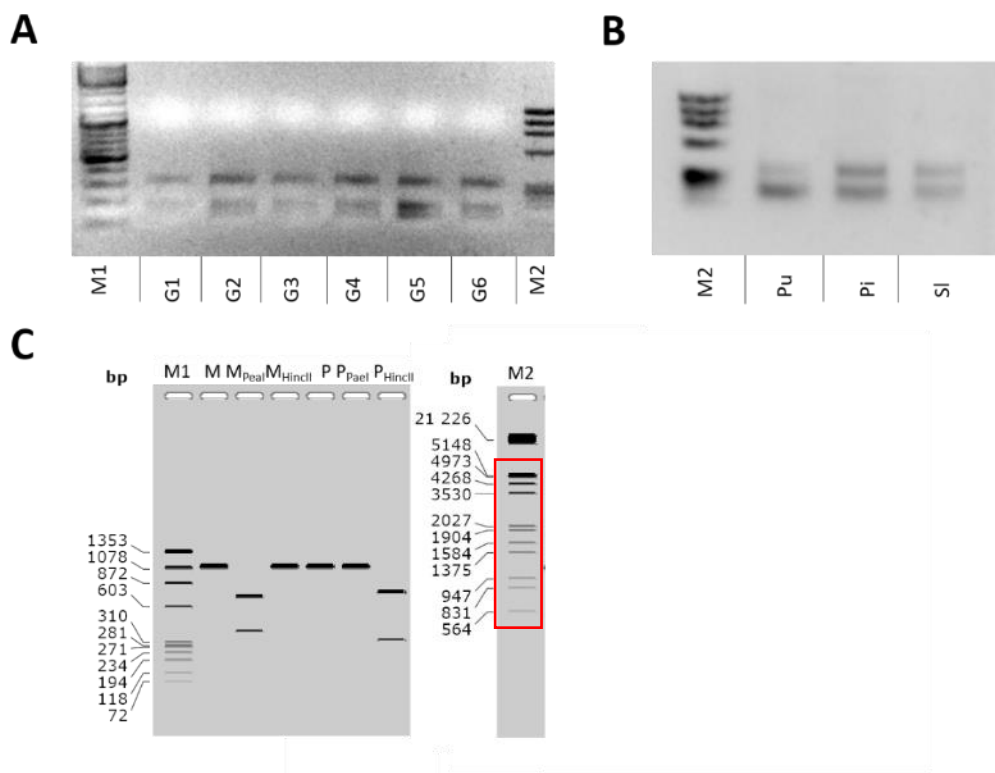 A
B
M1
G1
G2
G3
G4
G5
G6
M2
M2
Pu
Pi
Sl
C
bp
M1 M MPeaI MHincII P PPaeI PHincII
1353
1078
872
603
310
281
271
234
194
118
72
bp
M2
21 226
5148
4973
4268
3530
2027
1904
1584
1375
947
831
564